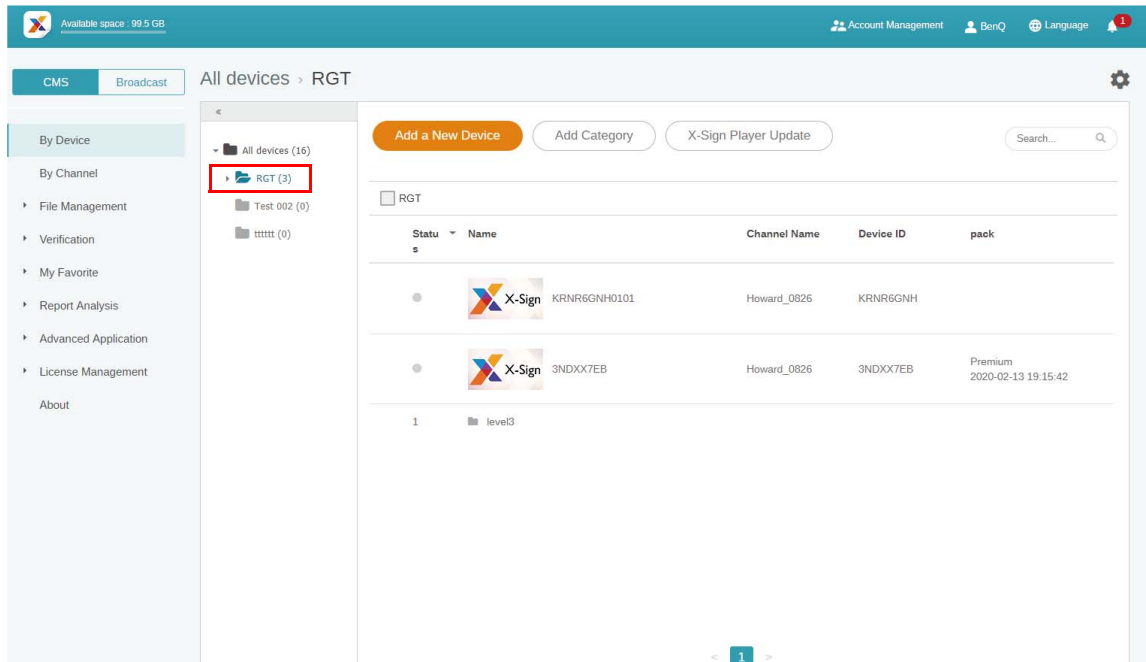 Available space : 99.5 GB
Account Management
BenQ
Language
1
CMS
Broadcast
All devices › RGT
By Device
By Channel
File Management
Verification
My Favorite
Report Analysis
Advanced Application
License Management
About
«
All devices (16)
RGT (3)
Test 002 (0)
tttttt (0)
Add a New Device
Add Category
X-Sign Player Update
Search...
RGT
Statu
s
Name
Channel Name
Device ID
pack
X-Sign
KRNR6GNH0101
Howard_0826
KRNR6GNH
X-Sign
3NDXX7EB
Howard_0826
3NDXX7EB
Premium
2020-02-13 19:15:42
1
level3
< 1 >